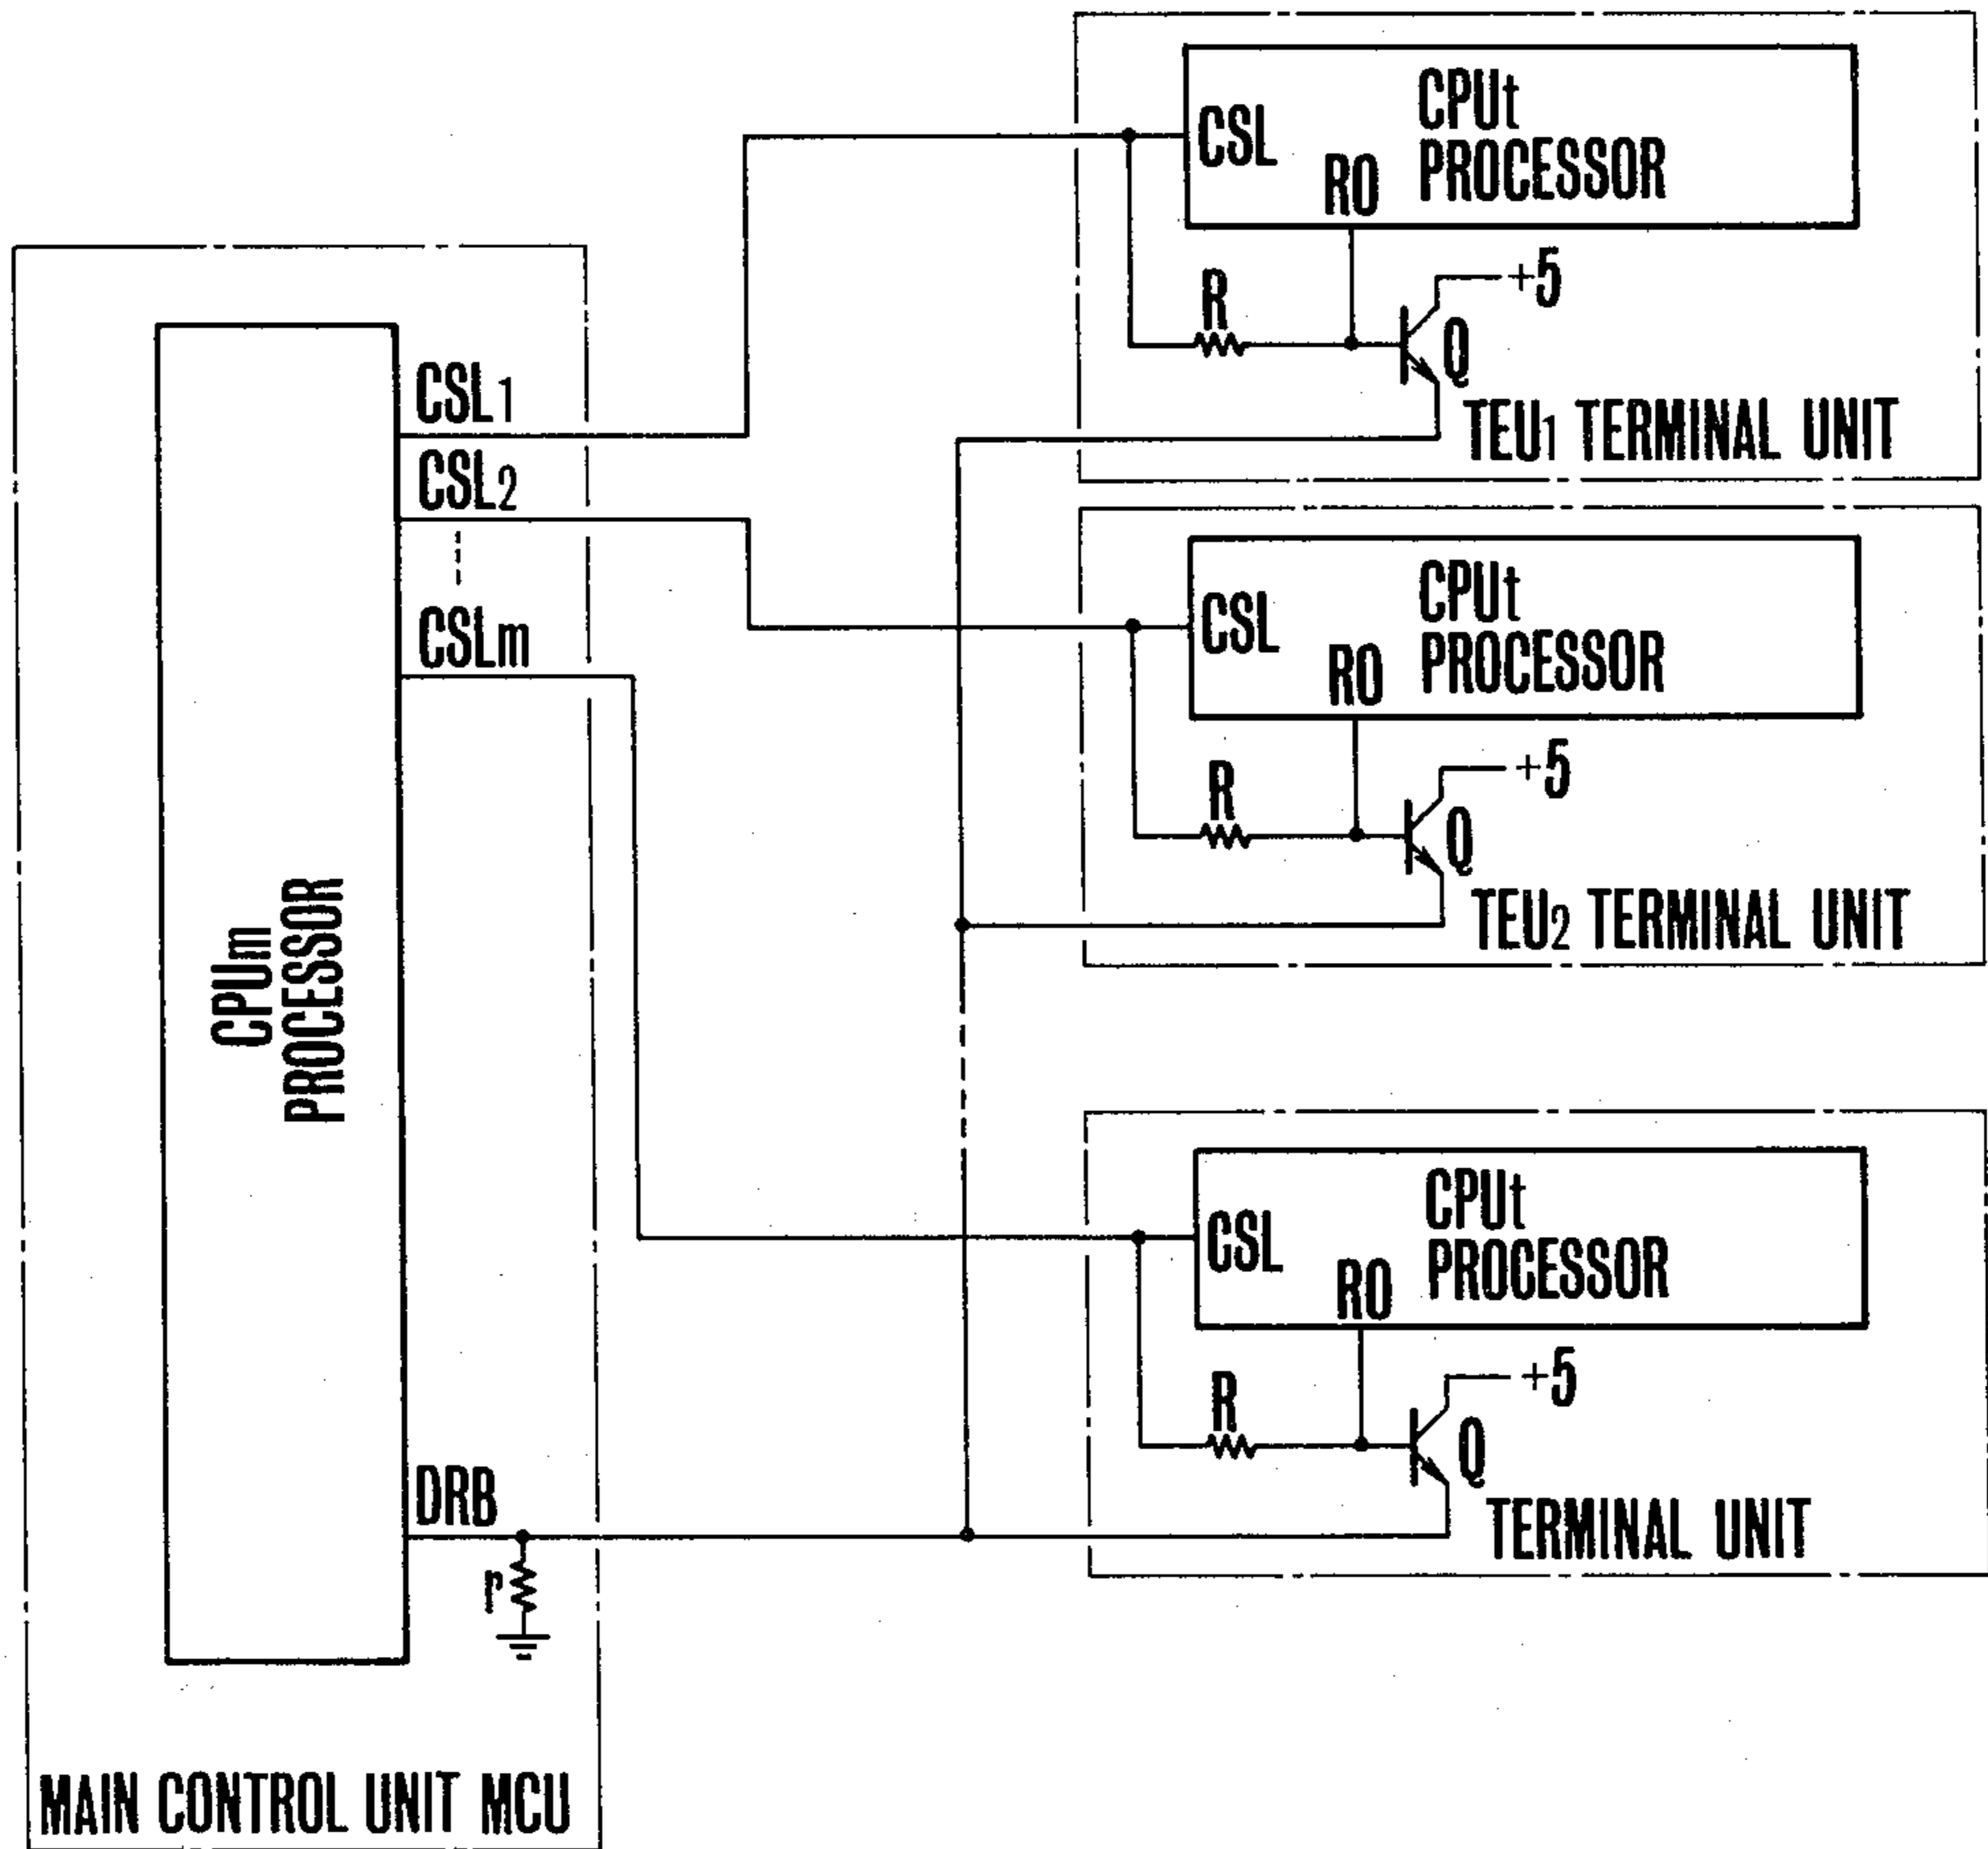 CPUt
PROCESSOR
CSL
RO
+5
R
Q
TEU1 TERMINAL UNIT
CSL1
CSL2
CSLm
CPUt
PROCESSOR
CSL
RO
+5
R
Q
TEU2 TERMINAL UNIT
CPUm
PROCESSOR
CPUt
PROCESSOR
CSL
RO
+5
R
Q
TERMINAL UNIT
DRB
r
MAIN CONTROL UNIT MCU